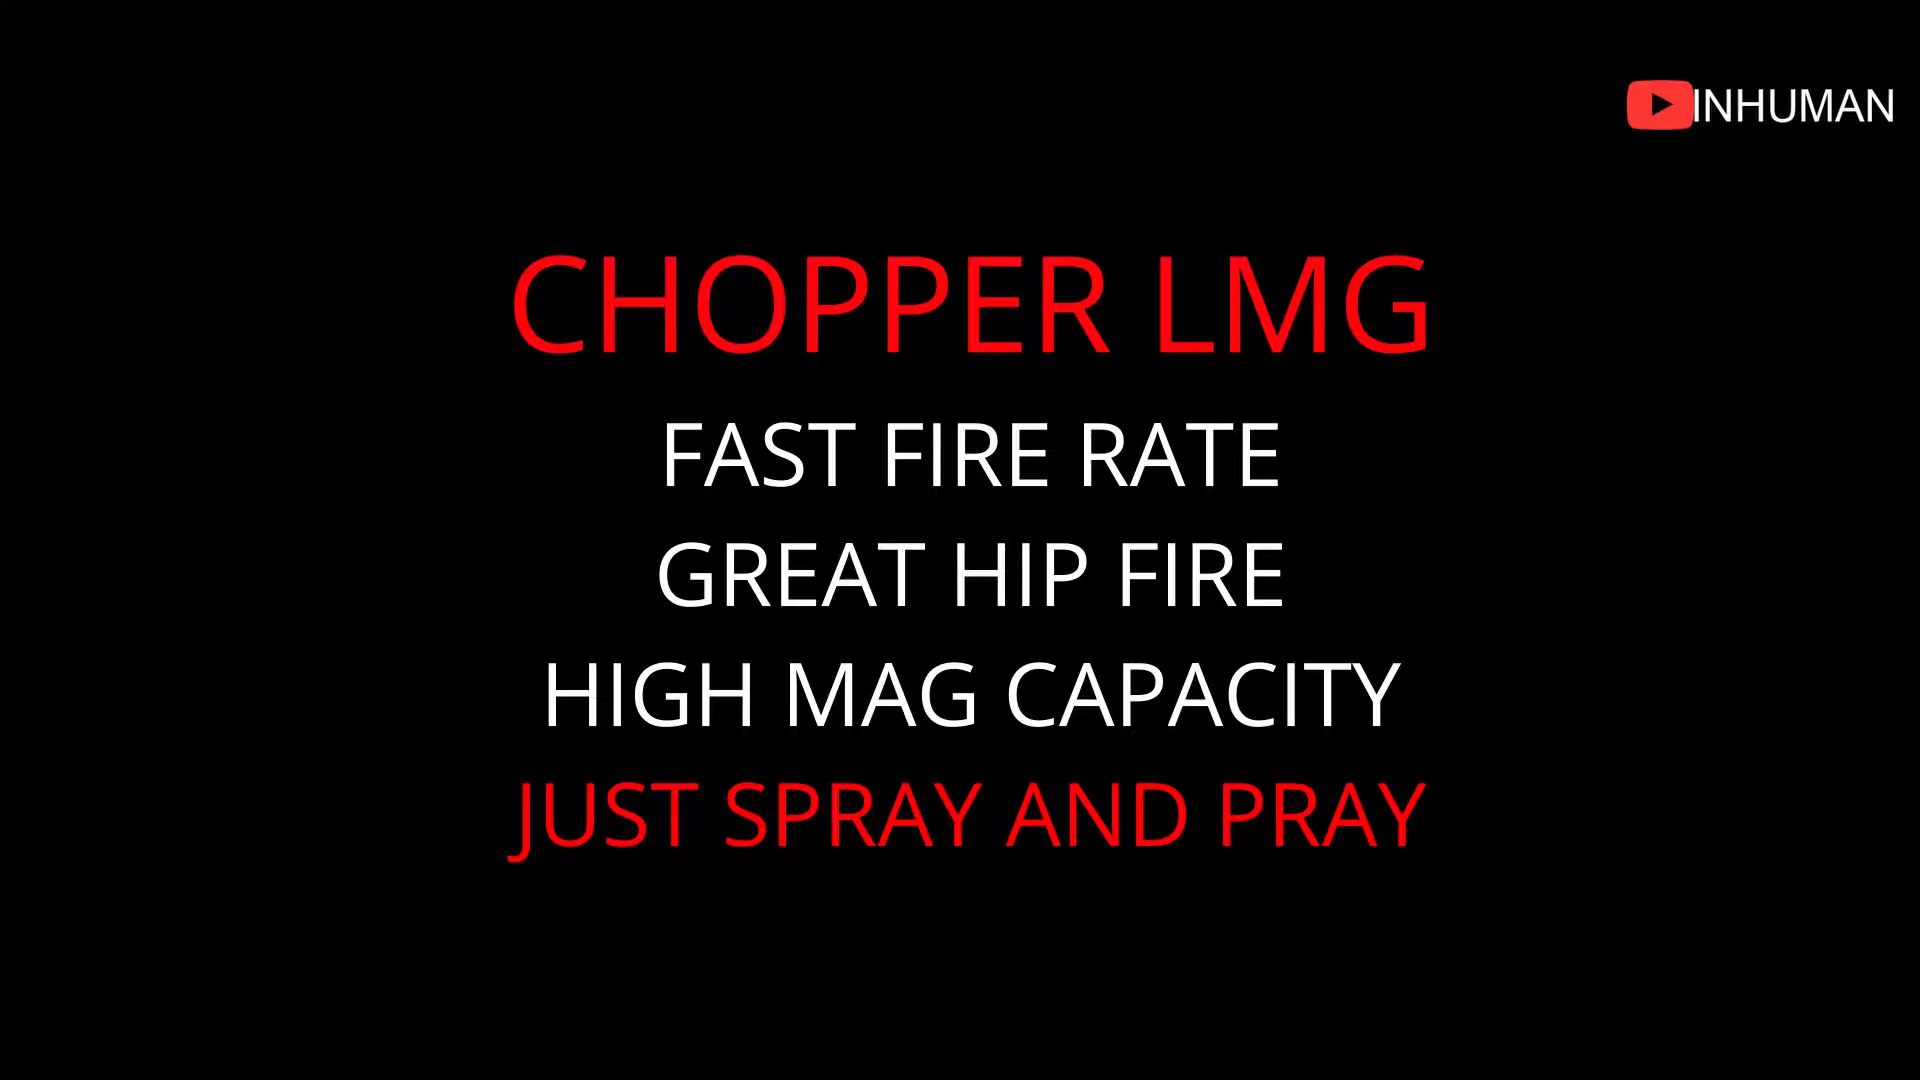 INHUMAN
CHOPPER LMG
FAST FIRE RATE
GREAT HIP FIRE
HIGH MAG CAPACITY
JUST SPRAY AND PRAY